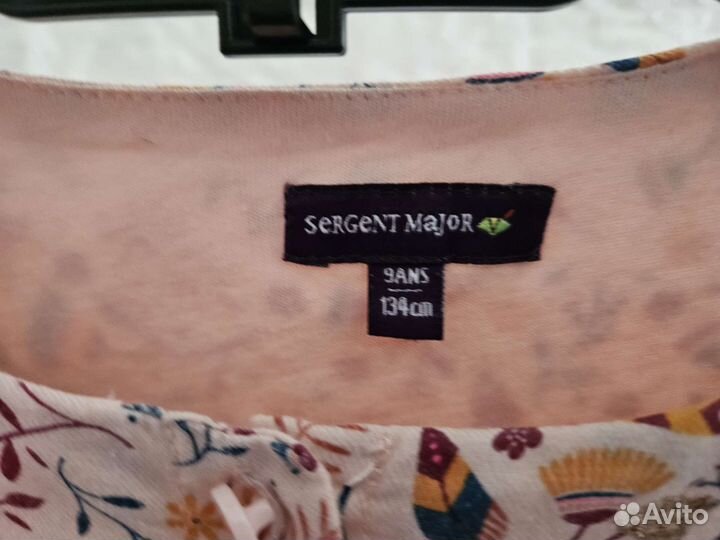 SeRGeNT MaJoR
9ANS
134cm
Avito